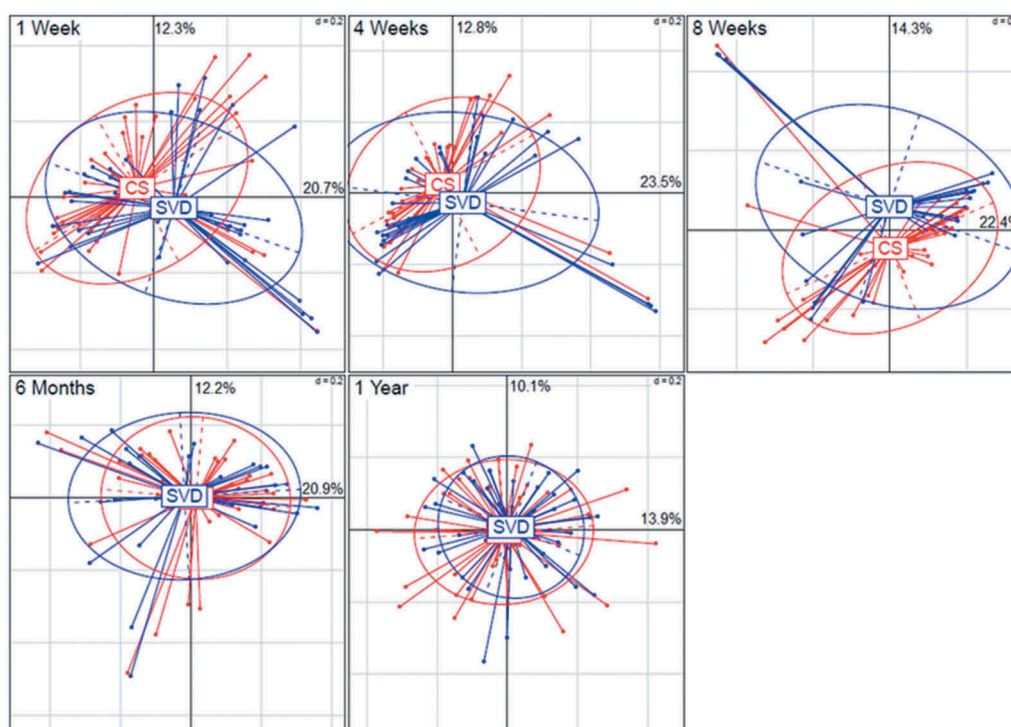 1 Week
12.3%
d = 0.2
20.7%
CS
SVD
4 Weeks
12.8%
d = 0.2
23.5%
CS
SVD
8 Weeks
14.3%
22.4%
SVD
CS
6 Months
12.2%
d = 0.2
20.9%
SVD
1 Year
10.1%
d = 0.2
13.9%
SVD